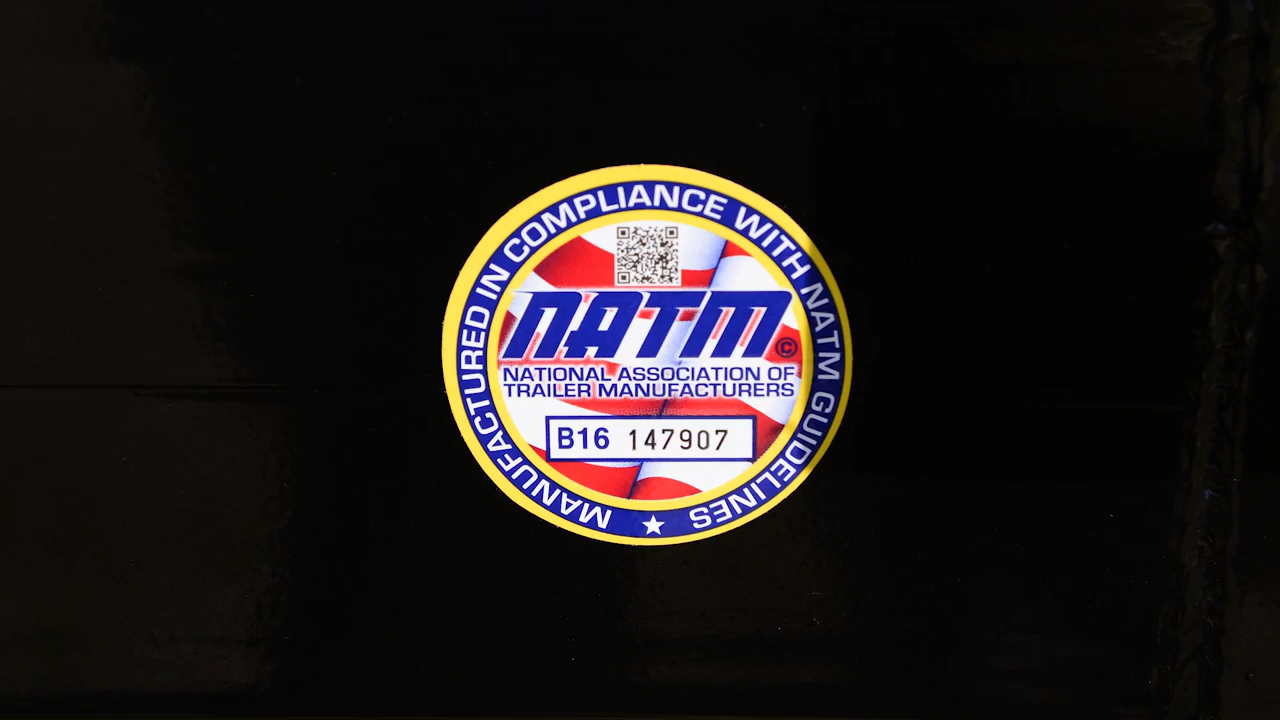 MANUFACTURED IN COMPLIANCE WITH NATM GUIDELINES
NATM ©
NATIONAL ASSOCIATION OF
TRAILER MANUFACTURERS
B16 147907